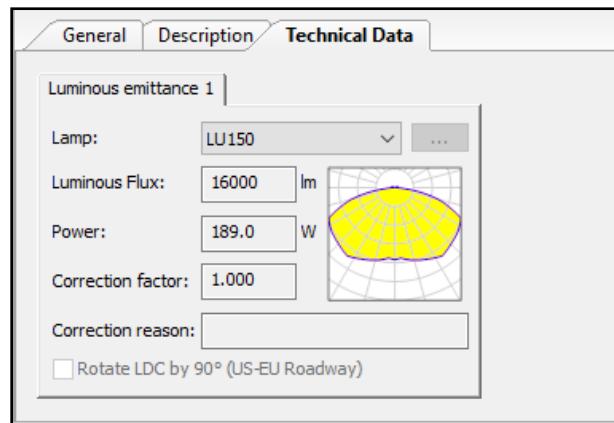 General Description Technical Data
Luminous emittance 1
Lamp: LU150 ...
Luminous Flux: 16000 lm
Power: 189.0 W
Correction factor: 1.000
Correction reason:
Rotate LDC by 90° (US-EU Roadway)